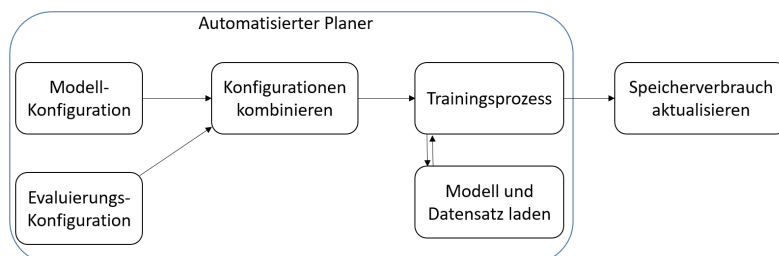 Automatisierter Planer
Modell-
Konfiguration
Konfigurationen
kombinieren
Trainingsprozess
Speicherverbrauch
aktualisieren
Evaluierungs-
Konfiguration
Modell und
Datensatz laden